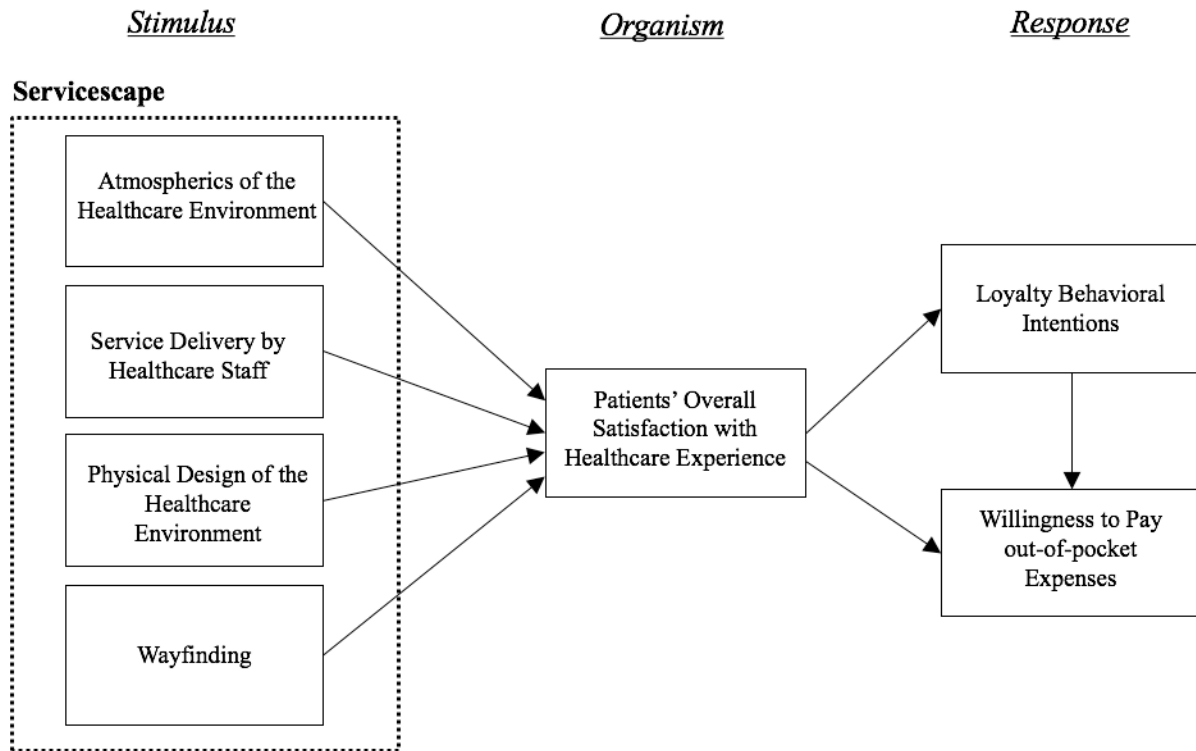 Stimulus
Organism
Response
Servicescape
Atmospherics of the
Healthcare Environment
Service Delivery by
Healthcare Staff
Physical Design of the
Healthcare
Environment
Wayfinding
Patients’ Overall
Satisfaction with
Healthcare Experience
Loyalty Behavioral
Intentions
Willingness to Pay
out-of-pocket
Expenses